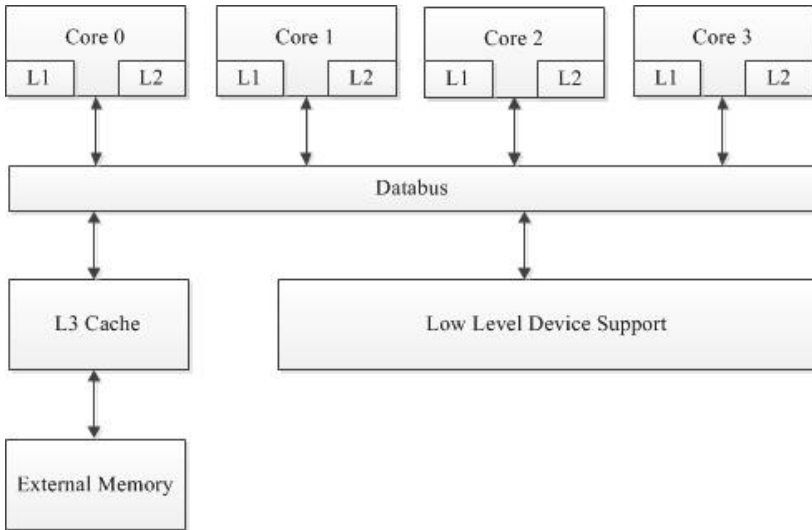 Core 0
L1
L2
Core 1
L1
L2
Core 2
L1
L2
Core 3
L1
L2
Databus
L3 Cache
Low Level Device Support
External Memory